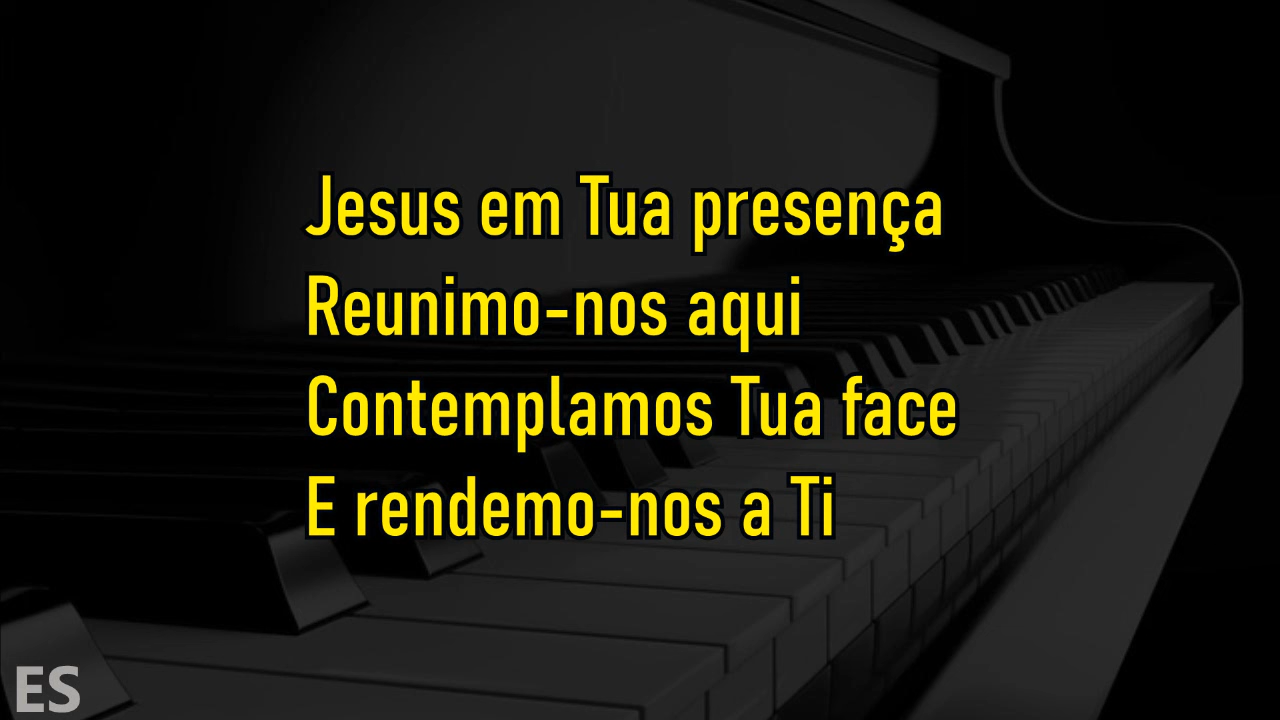 Jesus em Tua presença
Reunimo-nos aqui
Contemplamos Tua face
E rendemo-nos a Ti
ES